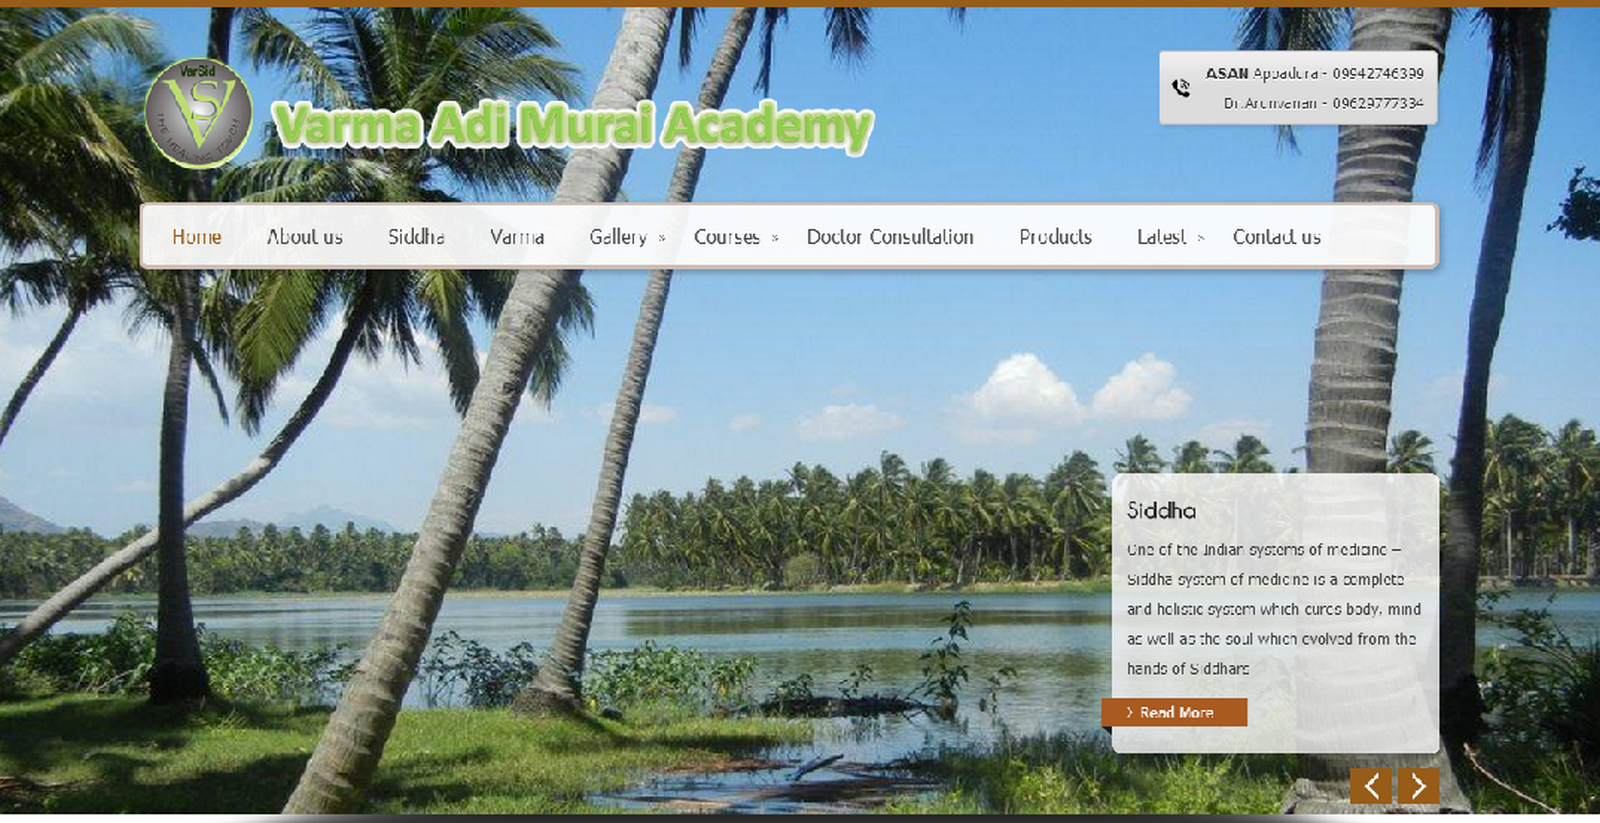 VarSid
VS
THE HEALING TOUCH
Varma Adi Murai Academy
ASAN Appadurai - 09942746399
Dr.Arunvanan - 09629777334
Home About us Siddha Varma Gallery » Courses » Doctor Consultation Products Latest » Contact us
Siddha
One of the Indian systems of medicine –
Siddha system of medicine is a complete
and holistic system which cures body, mind
as well as the soul which evolved from the
hands of Siddhars
Read More